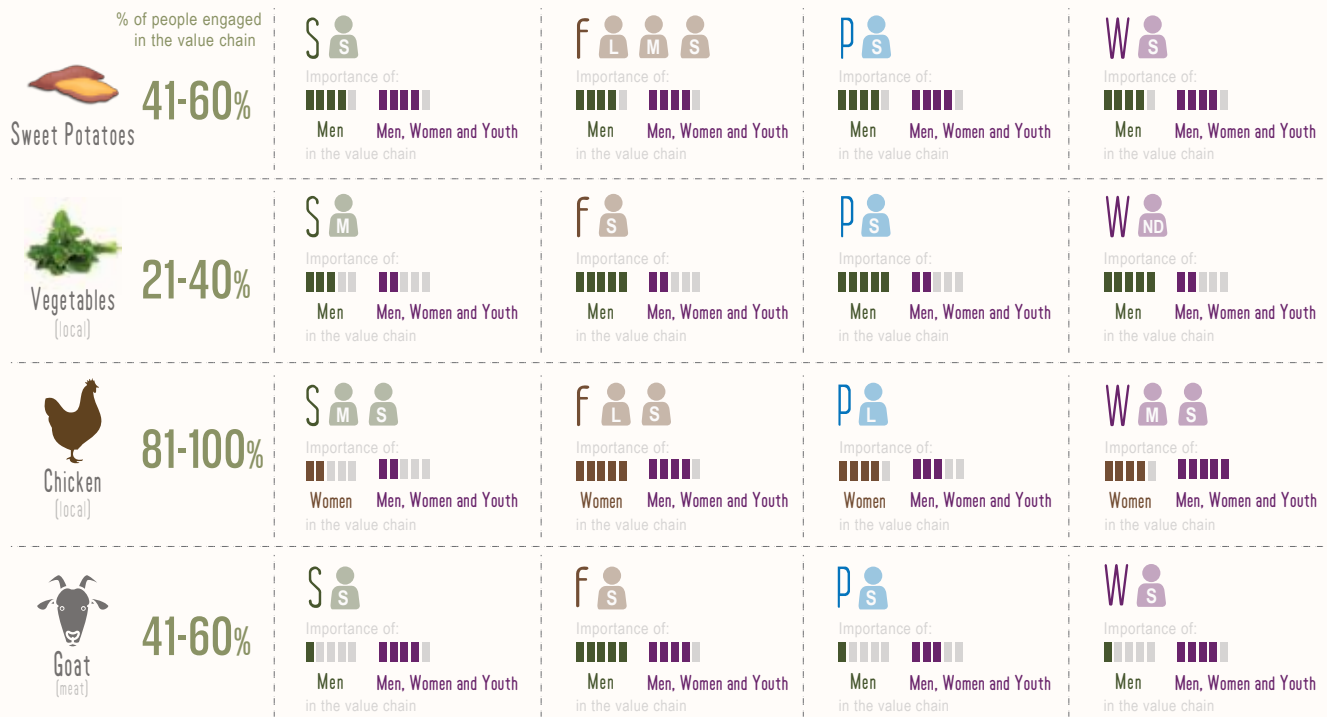 % of people engaged
in the value chain
Sweet Potatoes
41-60%
S S
Importance of:
Men Men, Women and Youth
in the value chain
F L M S
Importance of:
Men Men, Women and Youth
in the value chain
P S
Importance of:
Men Men, Women and Youth
in the value chain
W S
Importance of:
Men Men, Women and Youth
in the value chain
Vegetables
(local)
21-40%
S M
Importance of:
Men Men, Women and Youth
in the value chain
F S
Importance of:
Men Men, Women and Youth
in the value chain
P S
Importance of:
Men Men, Women and Youth
in the value chain
W ND
Importance of:
Men Men, Women and Youth
in the value chain
Chicken
(local)
81-100%
S M S
Importance of:
Women Men, Women and Youth
in the value chain
F L S
Importance of:
Women Men, Women and Youth
in the value chain
P L
Importance of:
Women Men, Women and Youth
in the value chain
W M S
Importance of:
Women Men, Women and Youth
in the value chain
Goat
(meat)
41-60%
S S
Importance of:
Men Men, Women and Youth
in the value chain
F S
Importance of:
Men Men, Women and Youth
in the value chain
P S
Importance of:
Men Men, Women and Youth
in the value chain
W S
Importance of:
Men Men, Women and Youth
in the value chain